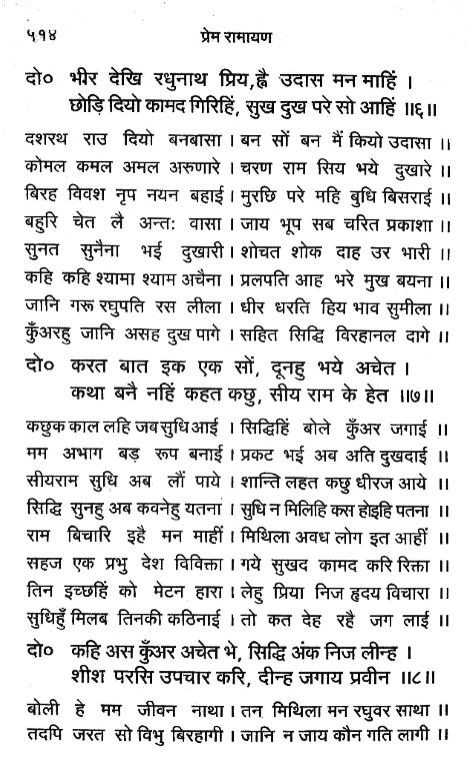 ५१४
प्रेम रामायण
दो० भीर देखि रघुनाथ प्रिय,ह्वै उदास मन माहिं ।
छोड़ि दियो कामद गिरिहिं, सुख दुख परे सो आहिं ॥६॥
दशरथ राउ दियो बनबासा । बन सों बन मैं कियो उदासा ॥
कोमल कमल अमल अरुणारे । चरण राम सिय भये दुखारे ॥
बिरह विवश नृप नयन बहाई । मुरछि परे महि बुधि बिसराई ॥
बहुरि चेत लै अन्तः वासा । जाय भूप सब चरित प्रकाशा ॥
सुनत सुनैना भई दुखारी । शोचत शोक दाह उर भारी ॥
कहि कहि श्यामा श्याम अचैना । प्रलपति आह भरे मुख बयना ॥
जानि गरू रघुपति रस लीला । धीर धरति हिय भाव सुमीला ॥
कुँअरहु जानि असह दुख पागे । सहित सिद्धि विरहानल दागे ॥
दो० करत बात इक एक सों, दूनहु भये अचेत ।
कथा बनै नहिं कहत कछु, सीय राम के हेत ॥७॥
कछुक काल लहि जब सुधि आई । सिद्धिहिं बोले कुँअर जगाई ॥
मम अभाग बड़ रूप बनाई । प्रकट भई अब अति दुखदाई ॥
सीयराम सुधि अब लौं पाये । शान्ति लहत कछु धीरज आये ॥
सिद्धि सुनहु अब कवनेहु यतना । सुधि न मिलिहि कस होइहि पतना ॥
राम बिचारि इहै मन माहीं । मिथिला अवध लोग इत आहीं ॥
सहज एक प्रभु देश विविक्ता । गये सुखद कामद करि रिक्ता ॥
तिन इच्छहिं को मेटन हारा । लेहु प्रिया निज हृदय विचारा ॥
सुधिहुँ मिलब तिनकी कठिनाई । तो कत देह रहै जग लाई ॥
दो० कहि अस कुँअर अचेत भे, सिद्धि अंक निज लीन्ह ।
शीश परसि उपचार करि, दीन्ह जगाय प्रवीन ॥८॥
बोली हे मम जीवन नाथा । तन मिथिला मन रघुवर साथा ॥
तदपि जरत सो विभु बिरहागी । जानि न जाय कौन गति लागी ॥